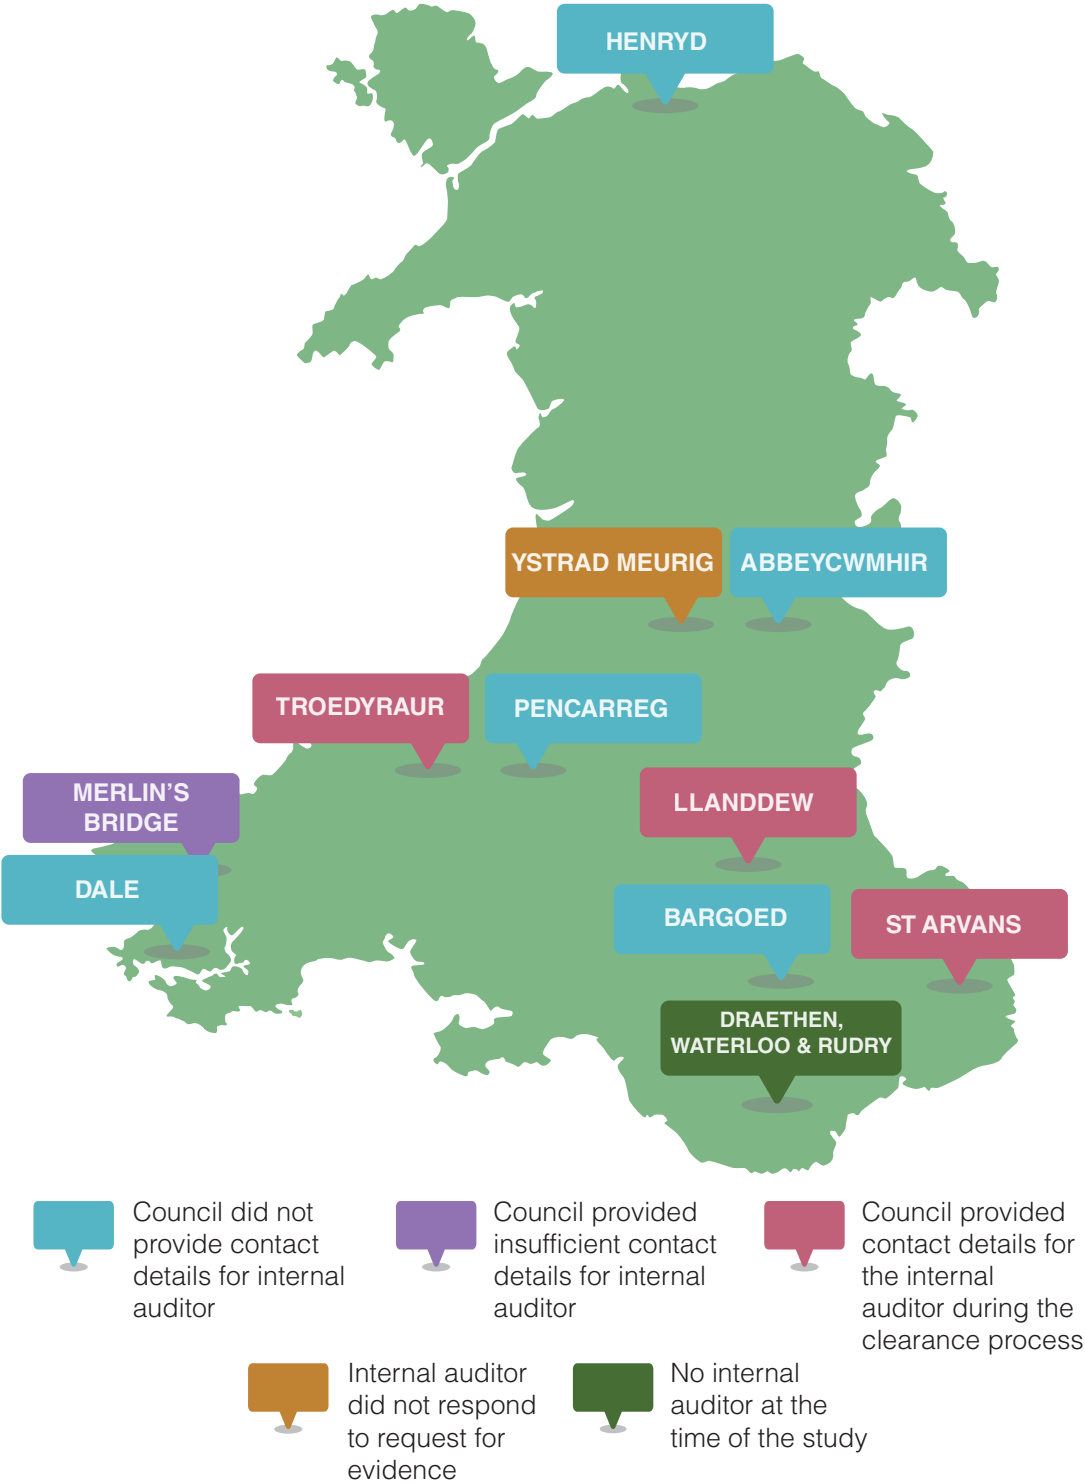 HENRYD
YSTRAD MEURIG
ABBEYCWMHIR
TROEDYRAUR
PENCARREG
MERLIN'S
BRIDGE
LLANDDEW
DALE
BARGOED
ST ARVANS
DRAETHEN,
WATERLOO & RUDRY
Council did not
provide contact
details for internal
auditor
Council provided
insufficient contact
details for internal
auditor
Council provided
contact details for
the internal
auditor during the
clearance process
Internal auditor
did not respond
to request for
evidence
No internal
auditor at the
time of the study